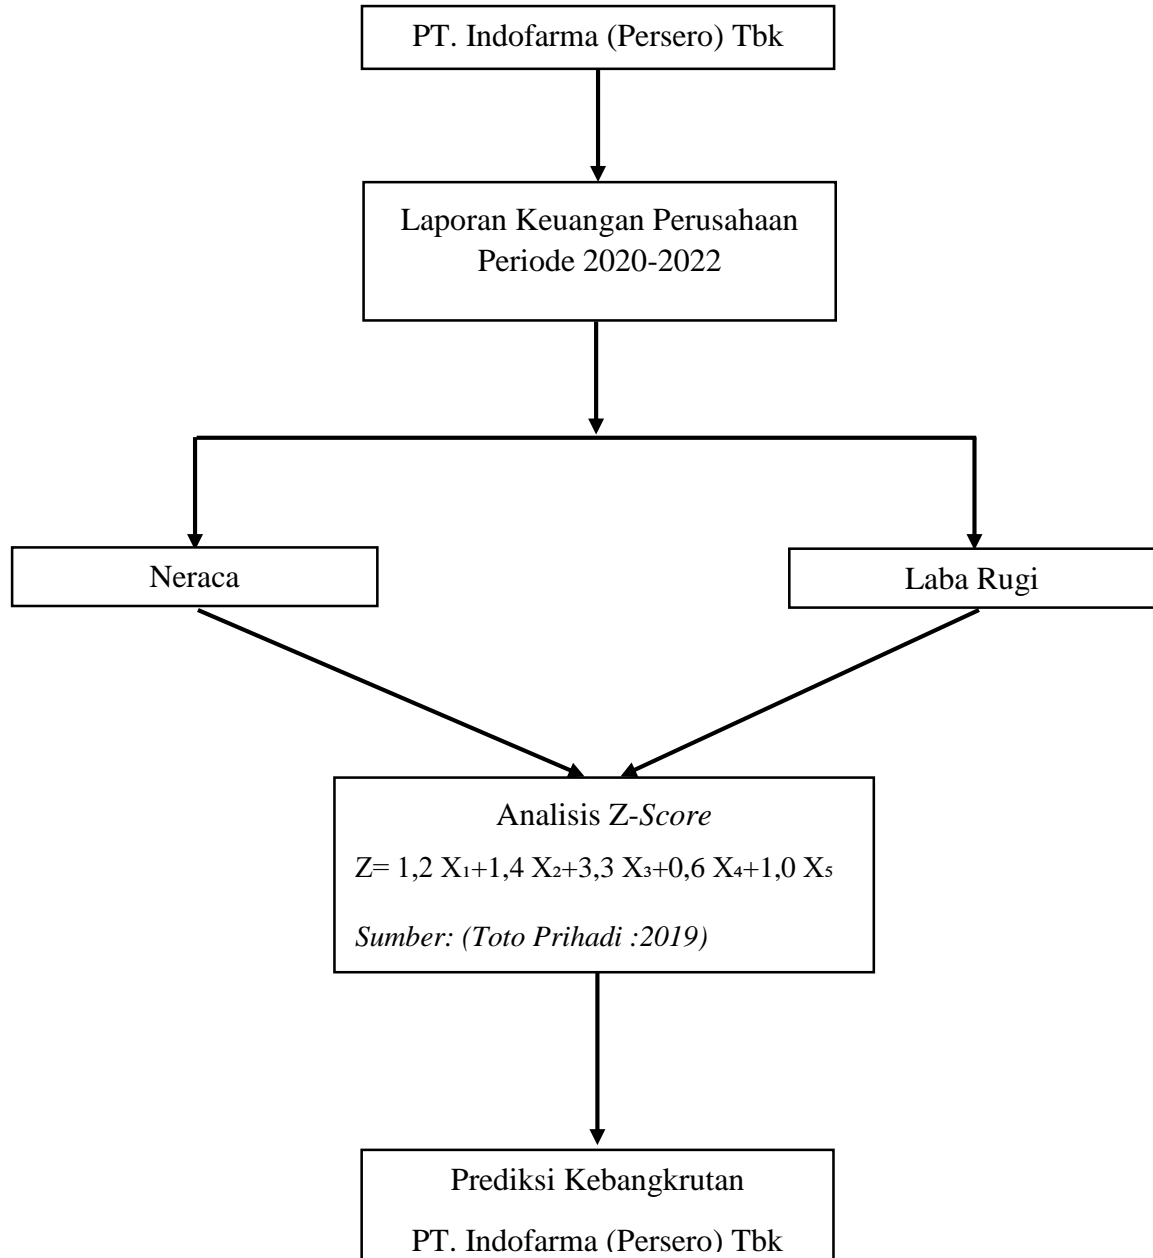 PT. Indofarma (Persero) Tbk
Laporan Keuangan Perusahaan
Periode 2020-2022
Neraca
Laba Rugi
Analisis Z-Score
Z= 1,2 X₁+1,4 X₂+3,3 X₃+0,6 X₄+1,0 X₅
Sumber: (Toto Prihadi :2019)
Prediksi Kebangkrutan
PT. Indofarma (Persero) Tbk